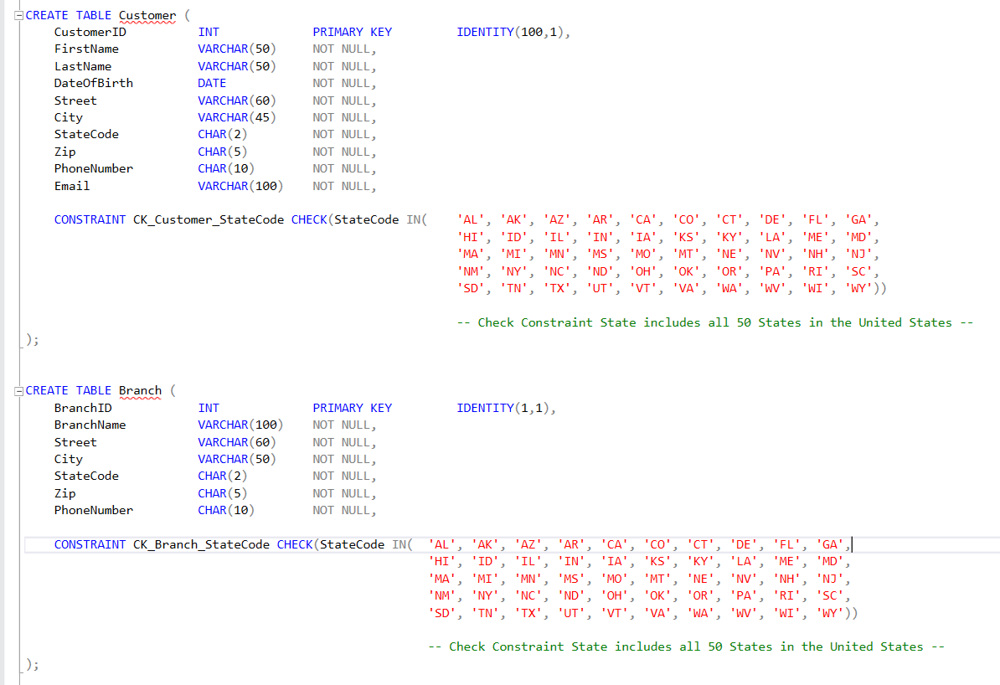 CREATE TABLE Customer (
CustomerID INT PRIMARY KEY IDENTITY(100,1),
FirstName VARCHAR(50) NOT NULL,
LastName VARCHAR(50) NOT NULL,
DateOfBirth DATE NOT NULL,
Street VARCHAR(60) NOT NULL,
City VARCHAR(45) NOT NULL,
StateCode CHAR(2) NOT NULL,
Zip CHAR(5) NOT NULL,
PhoneNumber CHAR(10) NOT NULL,
Email VARCHAR(100) NOT NULL,
CONSTRAINT CK_Customer_StateCode CHECK(StateCode IN( 'AL', 'AK', 'AZ', 'AR', 'CA', 'CO', 'CT', 'DE', 'FL', 'GA',
'HI', 'ID', 'IL', 'IN', 'IA', 'KS', 'KY', 'LA', 'ME', 'MD',
'MA', 'MI', 'MN', 'MS', 'MO', 'MT', 'NE', 'NV', 'NH', 'NJ',
'NM', 'NY', 'NC', 'ND', 'OH', 'OK', 'OR', 'PA', 'RI', 'SC',
'SD', 'TN', 'TX', 'UT', 'VT', 'VA', 'WA', 'WV', 'WI', 'WY'))
-- Check Constraint State includes all 50 States in the United States --
);
CREATE TABLE Branch (
BranchID INT PRIMARY KEY IDENTITY(1,1),
BranchName VARCHAR(100) NOT NULL,
Street VARCHAR(60) NOT NULL,
City VARCHAR(50) NOT NULL,
StateCode CHAR(2) NOT NULL,
Zip CHAR(5) NOT NULL,
PhoneNumber CHAR(10) NOT NULL,
CONSTRAINT CK_Branch_StateCode CHECK(StateCode IN( 'AL', 'AK', 'AZ', 'AR', 'CA', 'CO', 'CT', 'DE', 'FL', 'GA',
'HI', 'ID', 'IL', 'IN', 'IA', 'KS', 'KY', 'LA', 'ME', 'MD',
'MA', 'MI', 'MN', 'MS', 'MO', 'MT', 'NE', 'NV', 'NH', 'NJ',
'NM', 'NY', 'NC', 'ND', 'OH', 'OK', 'OR', 'PA', 'RI', 'SC',
'SD', 'TN', 'TX', 'UT', 'VT', 'VA', 'WA', 'WV', 'WI', 'WY'))
-- Check Constraint State includes all 50 States in the United States --
);